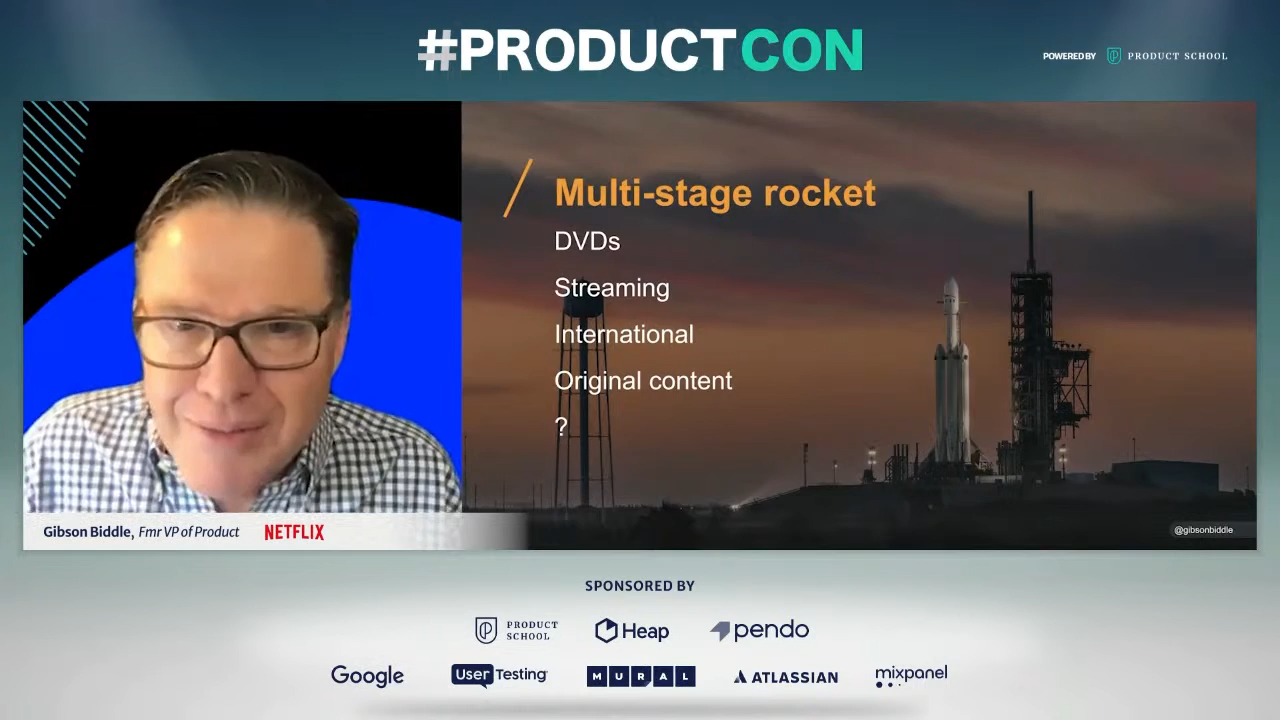 #PRODUCTCON
POWERED BY PRODUCT SCHOOL
Multi-stage rocket
DVDs
Streaming
International
Original content
?
Gibson Biddle, Fmr VP of Product NETFLIX
@gibsonbiddle
SPONSORED BY
PRODUCT SCHOOL Heap pendo
Google UserTesting MURAL ATLASSIAN mixpanel